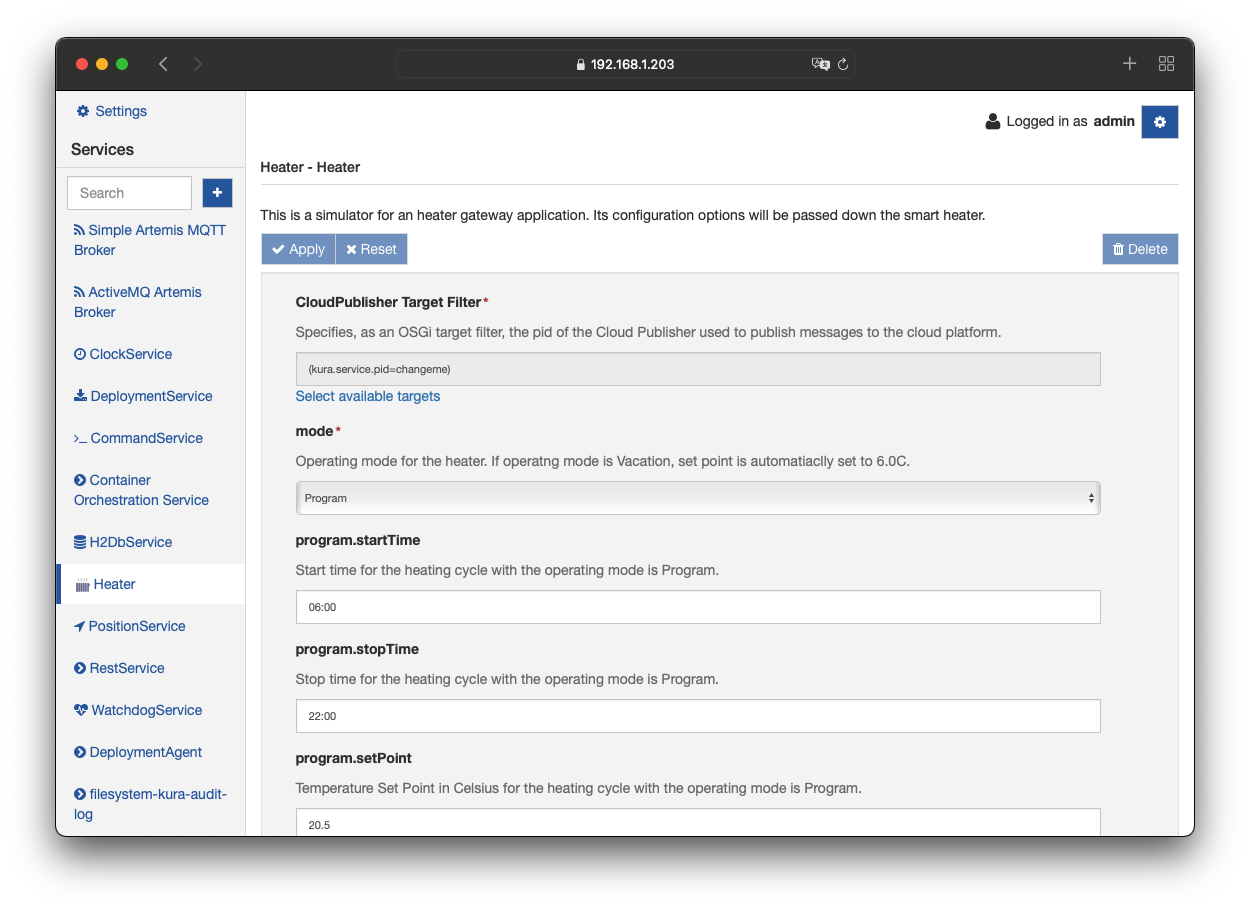 192.168.1.203
Settings
Services
Search
Simple Artemis MQTT
Broker
ActiveMQ Artemis
Broker
ClockService
DeploymentService
CommandService
Container
Orchestration Service
H2DbService
Heater
PositionService
RestService
WatchdogService
DeploymentAgent
filesystem-kura-audit-
log
Logged in as admin
Heater - Heater
This is a simulator for an heater gateway application. Its configuration options will be passed down the smart heater.
Apply Reset Delete
CloudPublisher Target Filter*
Specifies, as an OSGi target filter, the pid of the Cloud Publisher used to publish messages to the cloud platform.
(kura.service.pid=changeme)
Select available targets
mode*
Operating mode for the heater. If operatng mode is Vacation, set point is automatiaclly set to 6.0C.
Program
program.startTime
Start time for the heating cycle with the operating mode is Program.
06:00
program.stopTime
Stop time for the heating cycle with the operating mode is Program.
22:00
program.setPoint
Temperature Set Point in Celsius for the heating cycle with the operating mode is Program.
20.5